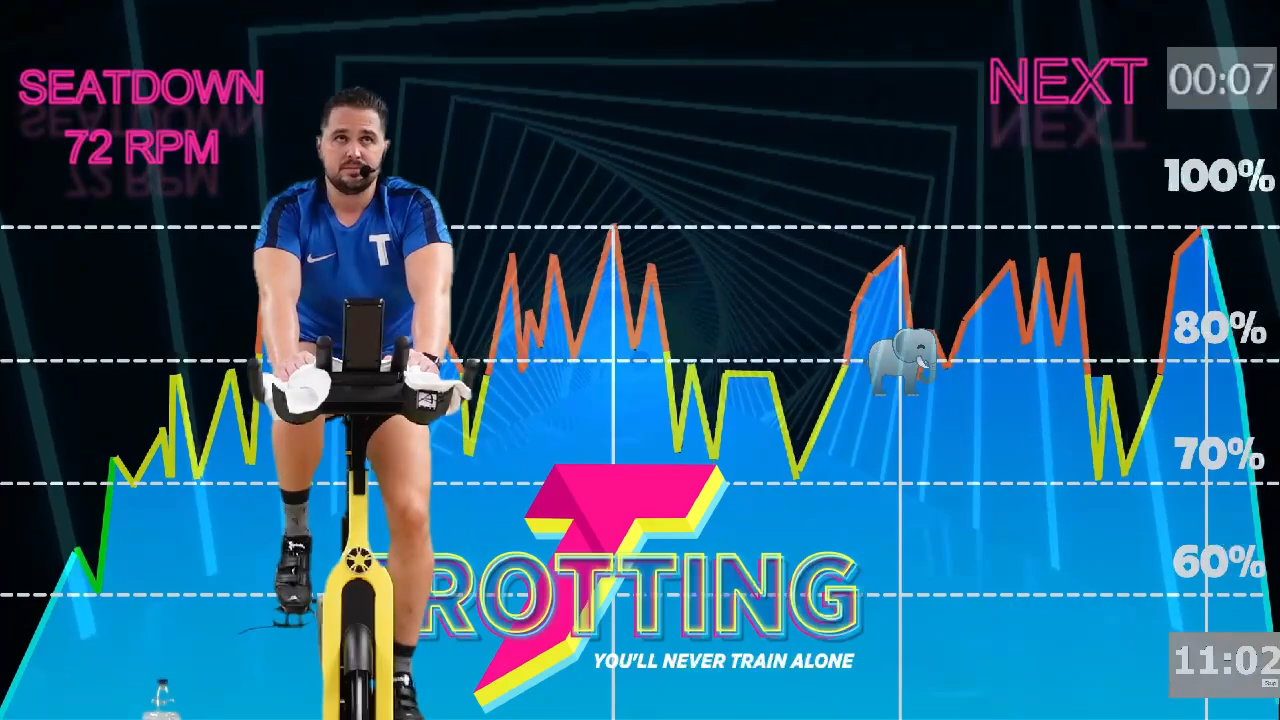 SEATDOWN
72 RPM
NEXT
00:07
100%
T
80%
70%
60%
TROTTING
YOU'LL NEVER TRAIN ALONE
11:02